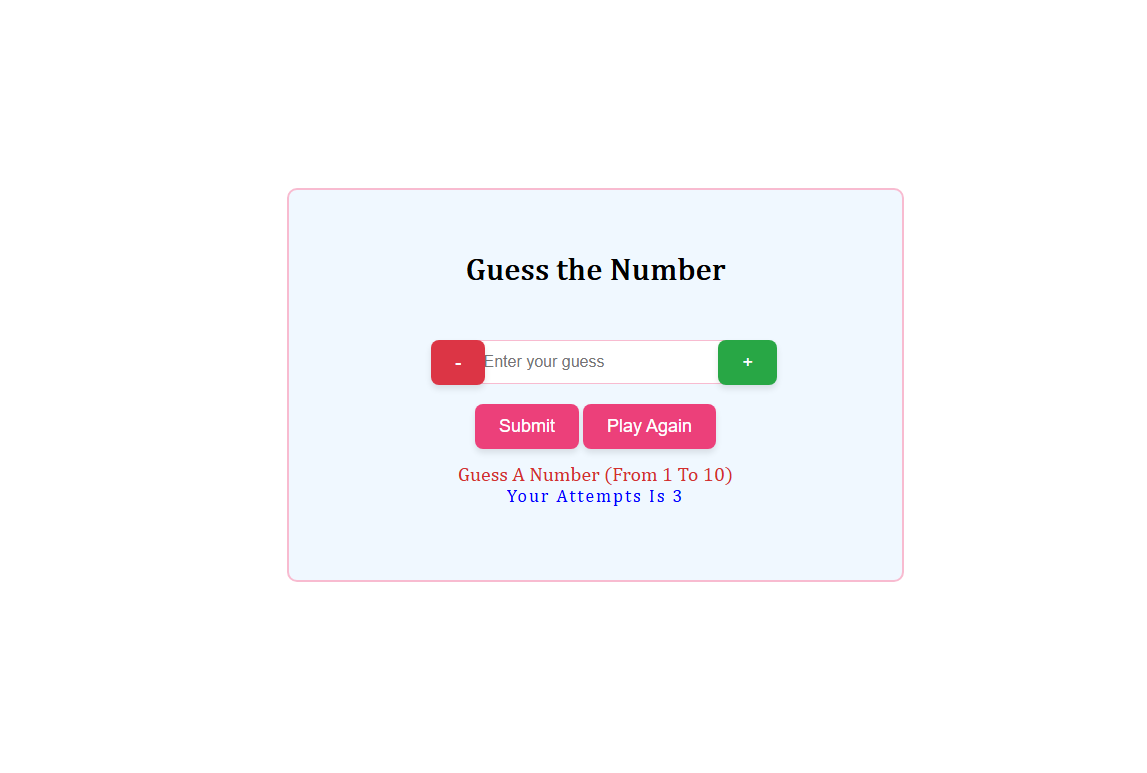 Guess the Number
- Enter your guess +
Submit Play Again
Guess A Number (From 1 To 10)
Your Attempts Is 3